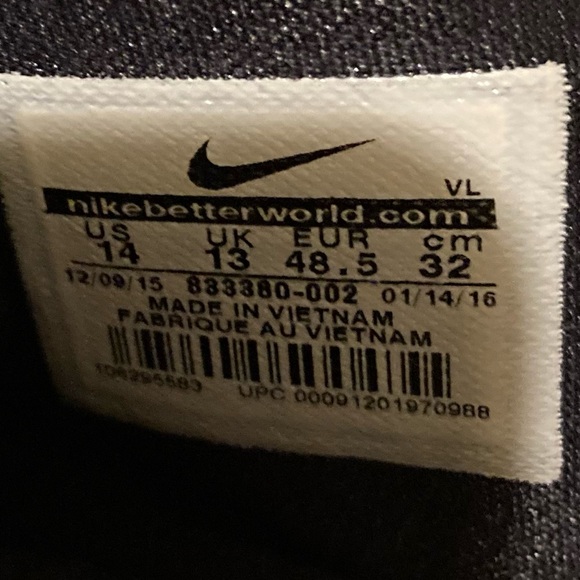 VL
nikebetterworld.com
US UK EUR cm
14 13 48.5 32
12/09/15 833380-002 01/14/16
MADE IN VIETNAM
FABRIQUE AU VIETNAM
UPC 00091201970988